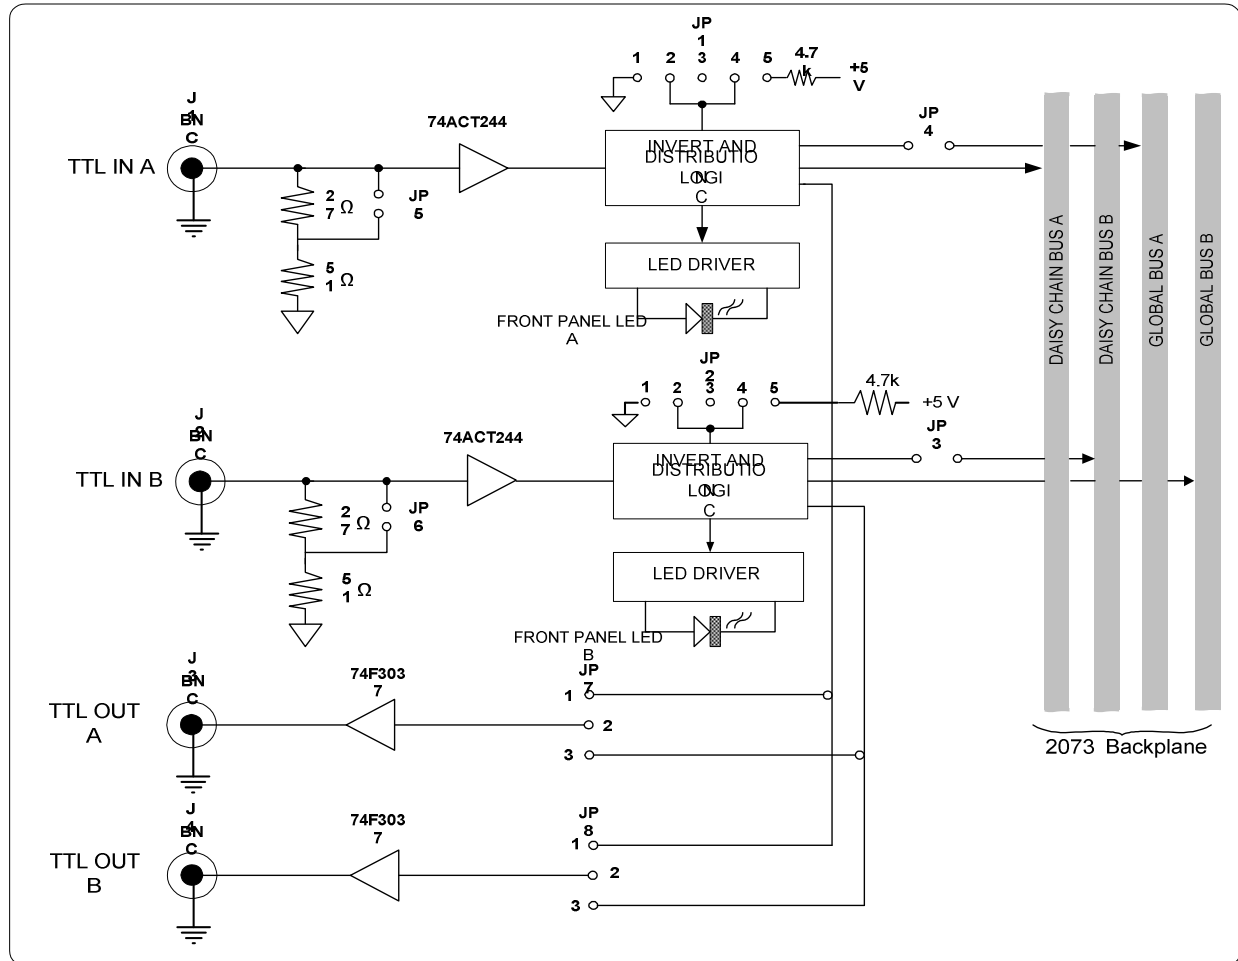 JP
1
1 2 3 4 5
4.7
k
+5
V
J
1
BN
C
TTL IN A
74ACT244
2
7 Ω
JP
5
5
1 Ω
INVERT AND
DISTRIBUTIO
N
LOGI
C
JP
4
LED DRIVER
FRONT PANEL LED
A
DAISY CHAIN BUS A
DAISY CHAIN BUS B
GLOBAL BUS A
GLOBAL BUS B
JP
2
1 2 3 4 5
4.7k
+5 V
J
2
BN
C
TTL IN B
74ACT244
2
7 Ω
JP
6
5
1 Ω
INVERT AND
DISTRIBUTIO
N
LOGI
C
JP
3
LED DRIVER
FRONT PANEL LED
B
J
3
BN
C
TTL OUT
A
74F303
7
JP
7
1
2
3
2073 Backplane
J
4
BN
C
TTL OUT
B
74F303
7
JP
8
1
2
3